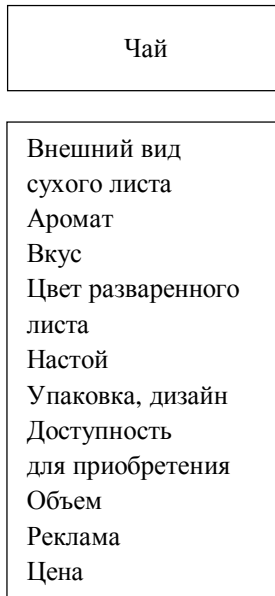 Чай
Внешний вид
сухого листа
Аромат
Вкус
Цвет разваренного
листа
Настой
Упаковка, дизайн
Доступность
для приобретения
Объем
Реклама
Цена